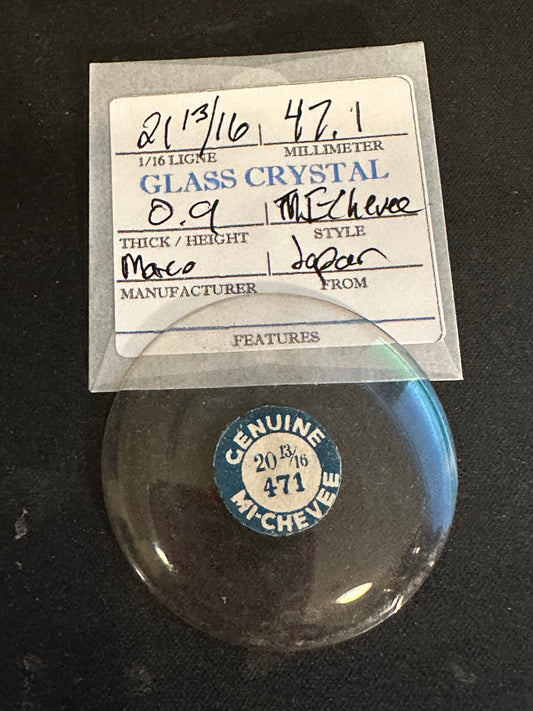 21 13/16 47.1
1/16 LIGNE MILLIMETER
GLASS CRYSTAL
0.9 MI-Chevee
THICK / HEIGHT STYLE
Marco Japan
MANUFACTURER FROM
FEATURES
GENUINE
20 13/16
471
MI-CHEVEE